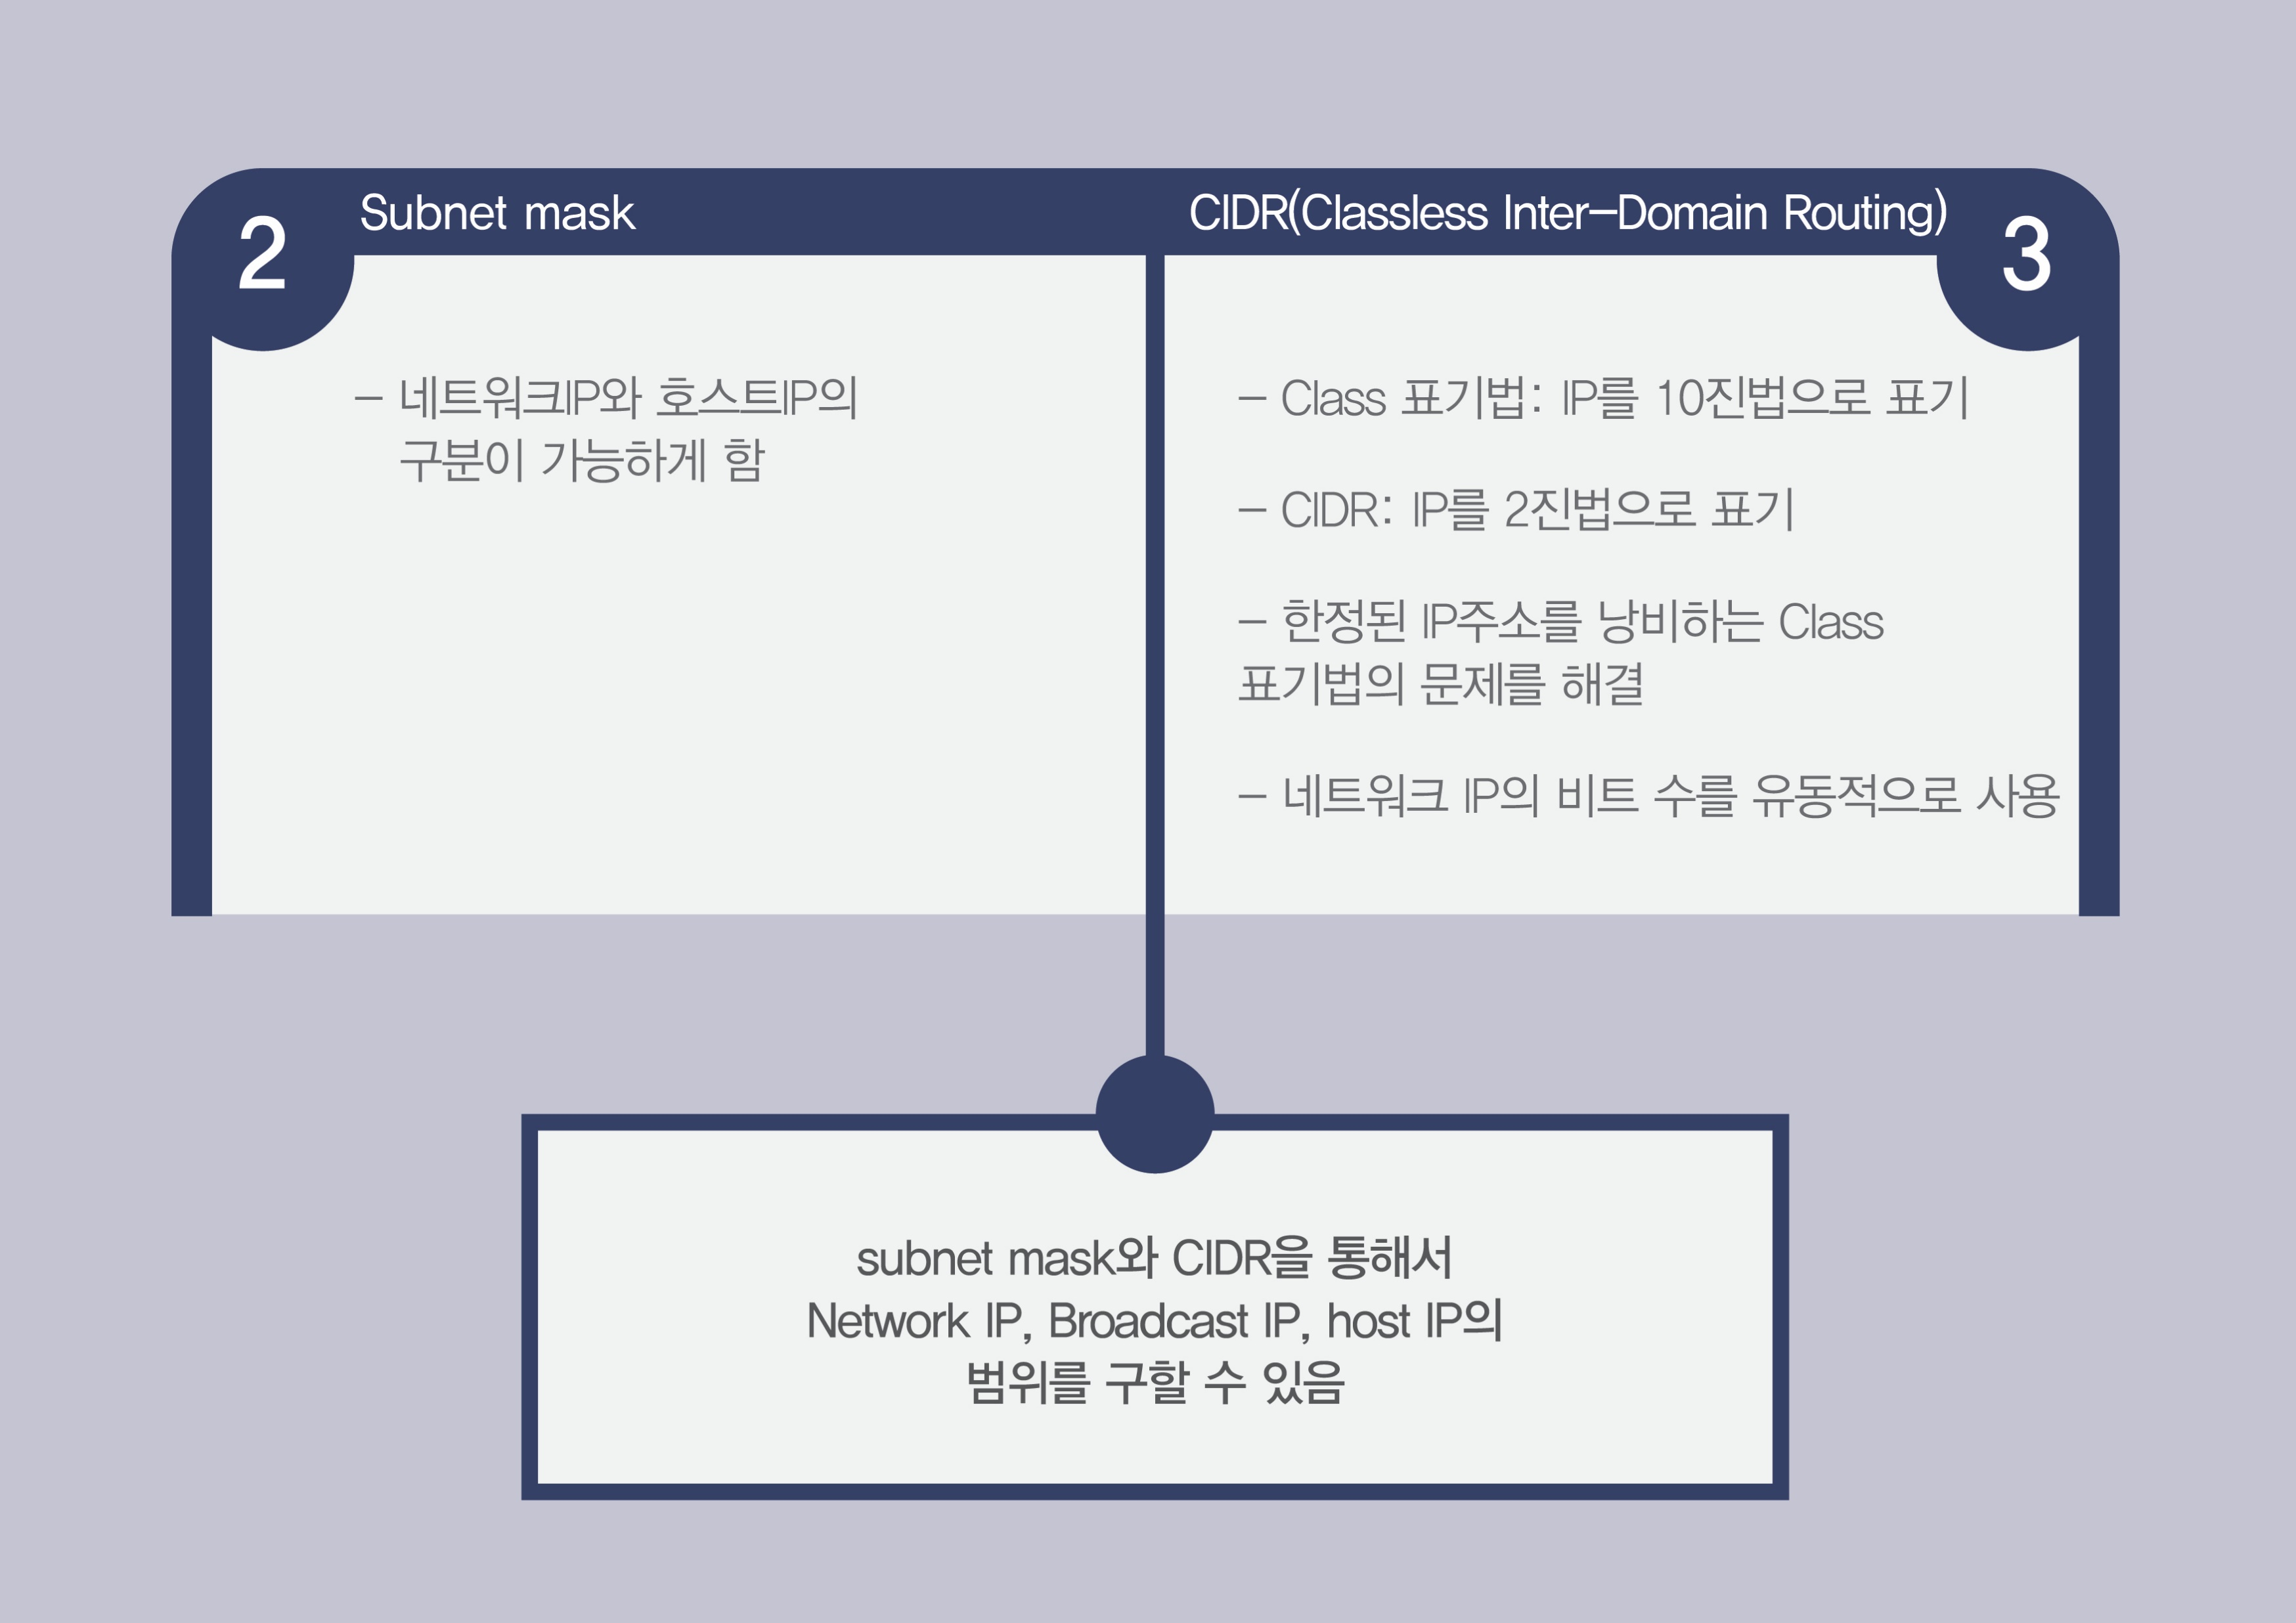 2
Subnet mask
– 네트워크IP와 호스트IP의
구분이 가능하게 함
CIDR(Classless Inter–Domain Routing)
3
– Class 표기법: IP를 10진법으로 표기
– CIDR: IP를 2진법으로 표기
– 한정된 IP주소를 낭비하는 Class
표기법의 문제를 해결
– 네트워크 IP의 비트 수를 유동적으로 사용
subnet mask와 CIDR을 통해서
Network IP, Broadcast IP, host IP의
범위를 구할 수 있음